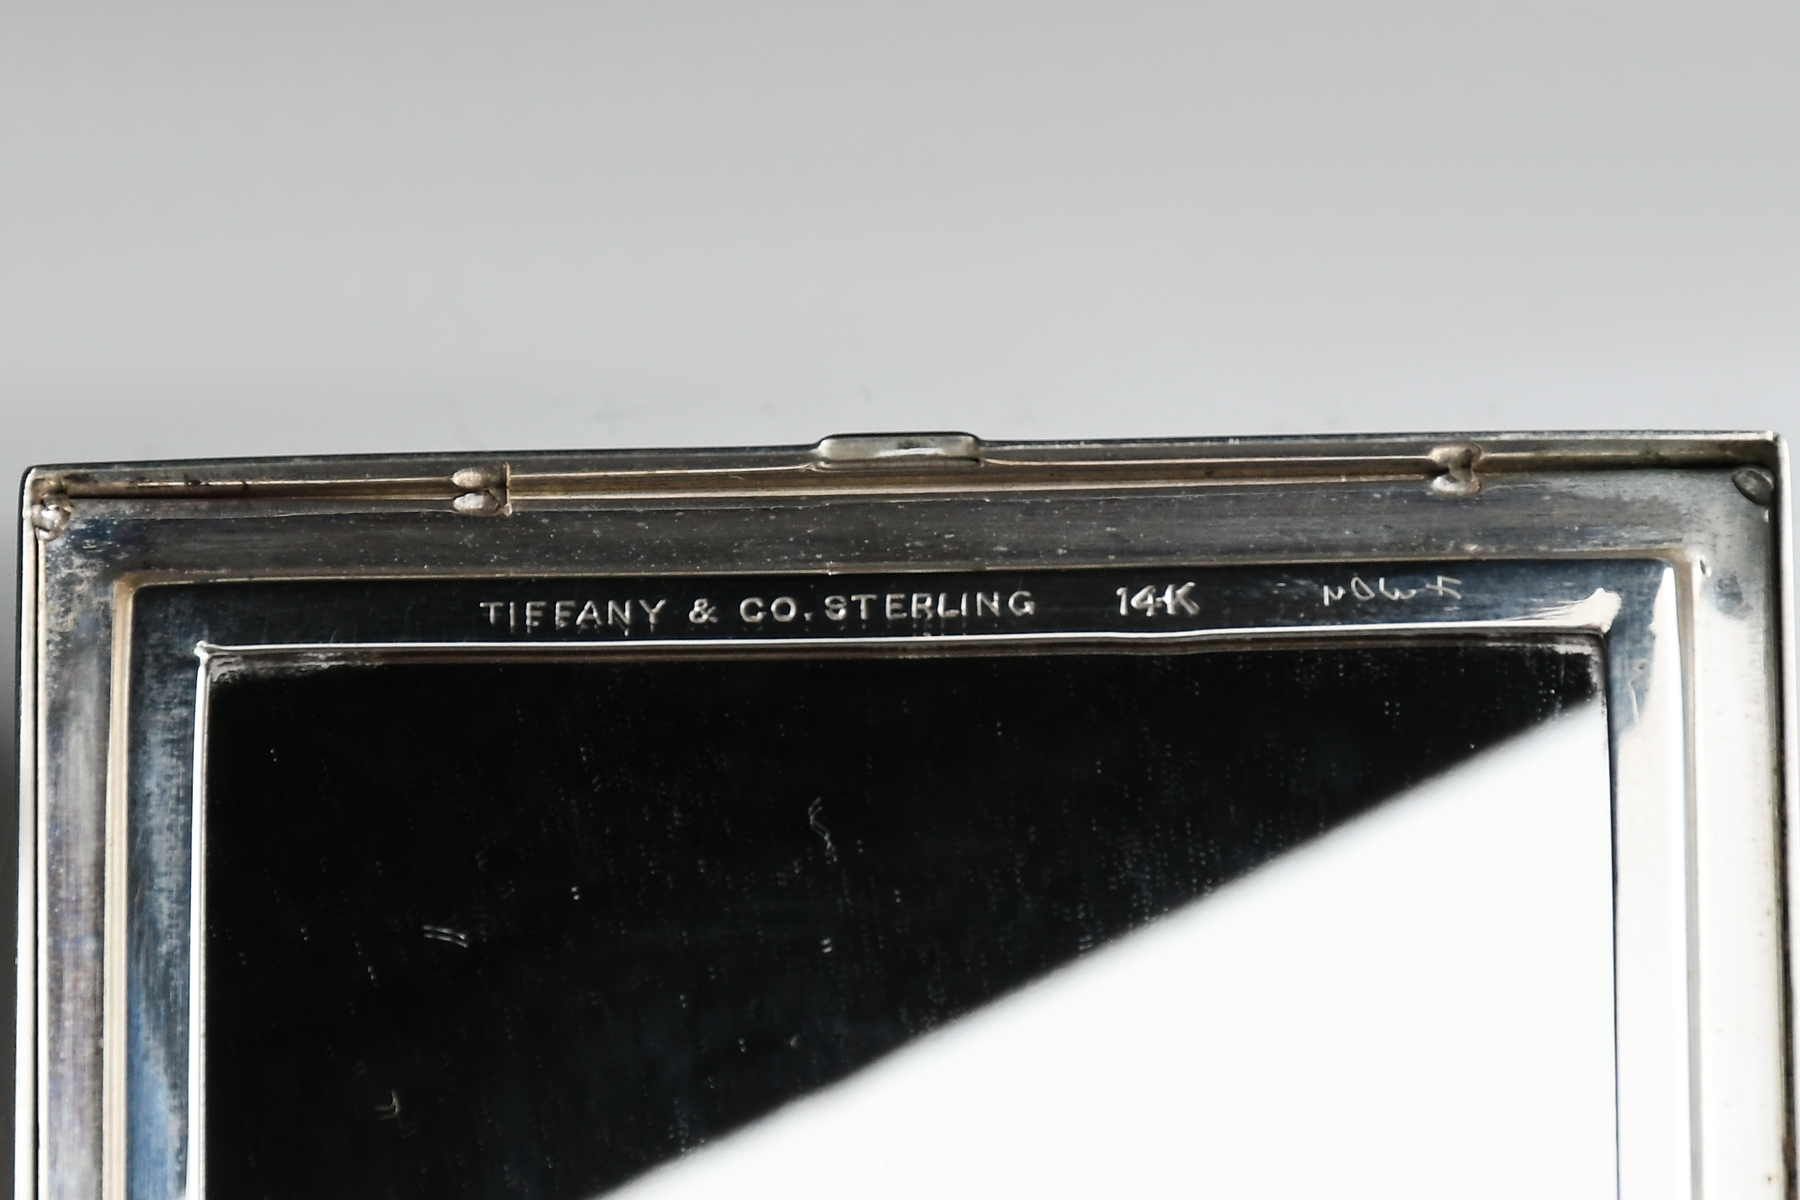 TIFFANY & CO. STERLING 14K